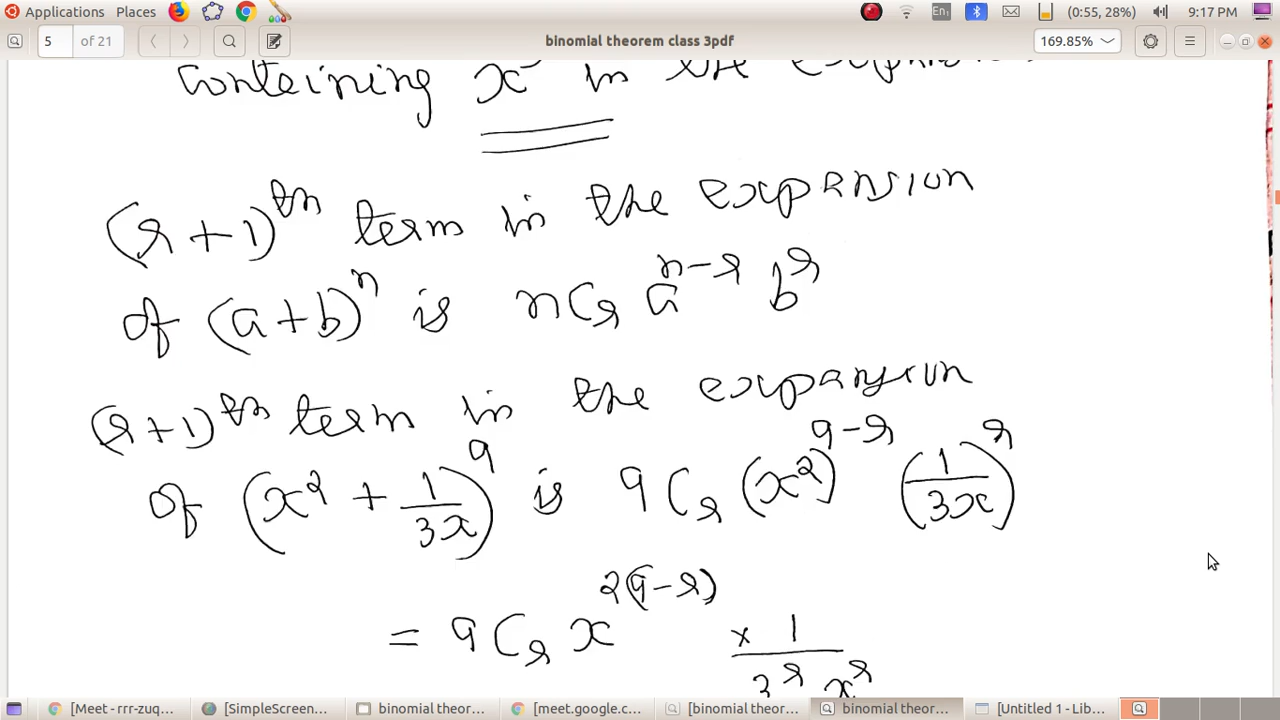 Applications Places En1 (0:55, 28%) 9:17 PM
5 of 21 binomial theorem class 3pdf 169.85%
Containing x in the
(r+1)^th term in the expansion
of (a+b)^n is nCr a^n-r b^r
(r+1)^th term in the expansion
of (x^2 + 1/3x)^9 is 9Cr (x^2)^9-r (1/3x)^r
= 9Cr x^2(9-r) × 1/3^r x^r
[Meet - rrr-zuq... [SimpleScreen... binomial theor... [meet.google.c... [binomial theor... binomial theor... [Untitled 1 - Lib...